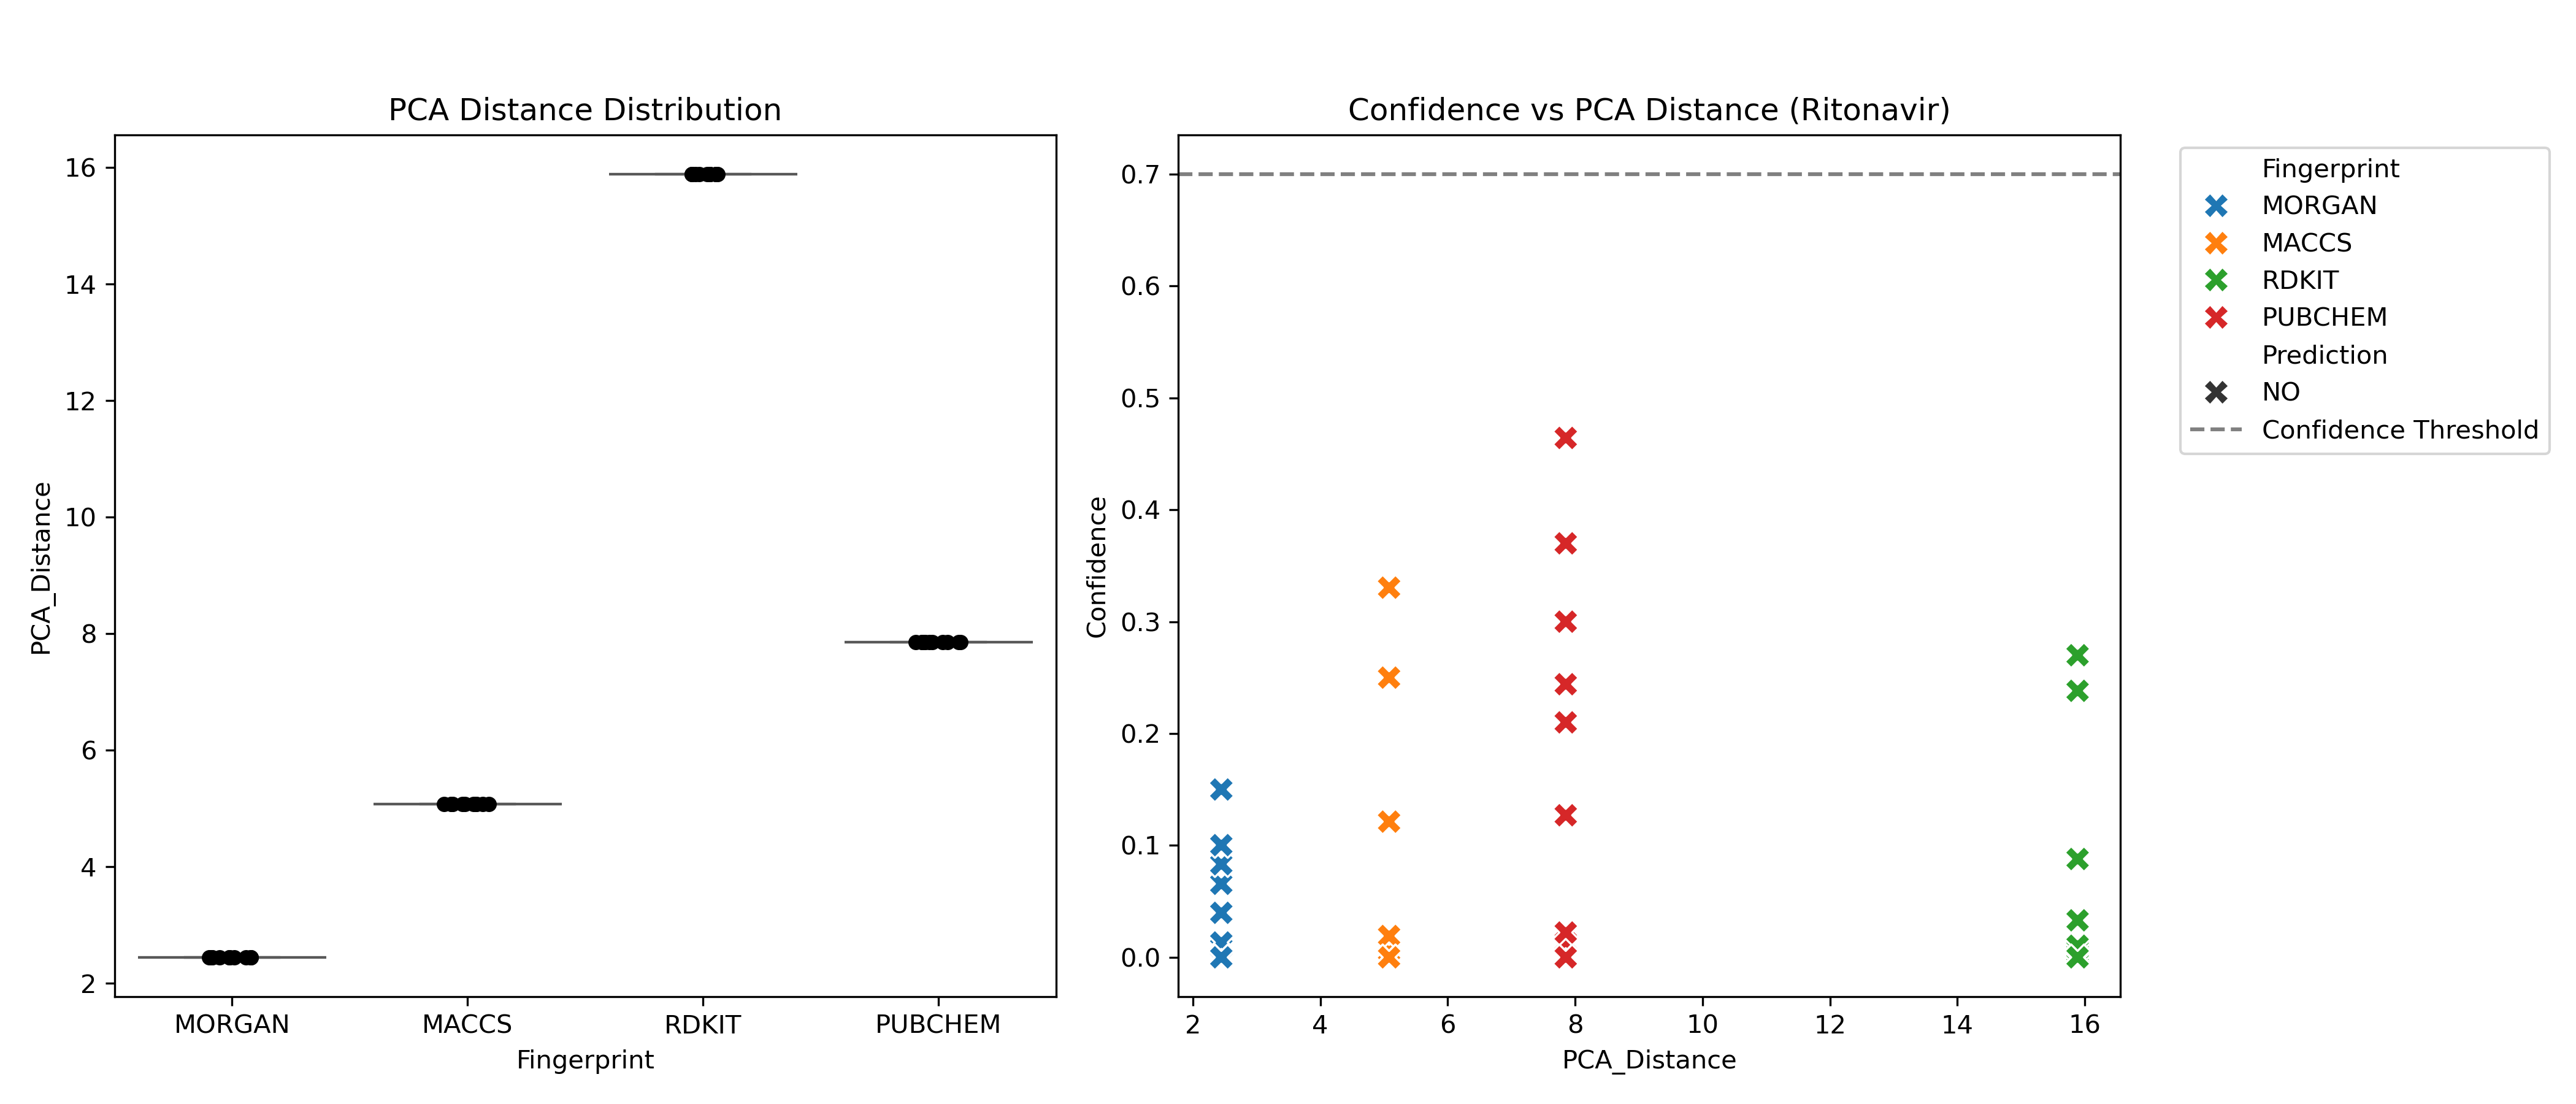 PCA Distance Distribution
16
14
12
10
8
6
4
2
PCA_Distance
MORGAN
MACCS
RDKIT
PUBCHEM
Fingerprint
Confidence vs PCA Distance (Ritonavir)
0.7
0.6
0.5
0.4
0.3
0.2
0.1
0.0
Confidence
2
4
6
8
10
12
14
16
PCA_Distance
Fingerprint
MORGAN
MACCS
RDKIT
PUBCHEM
Prediction
NO
Confidence Threshold